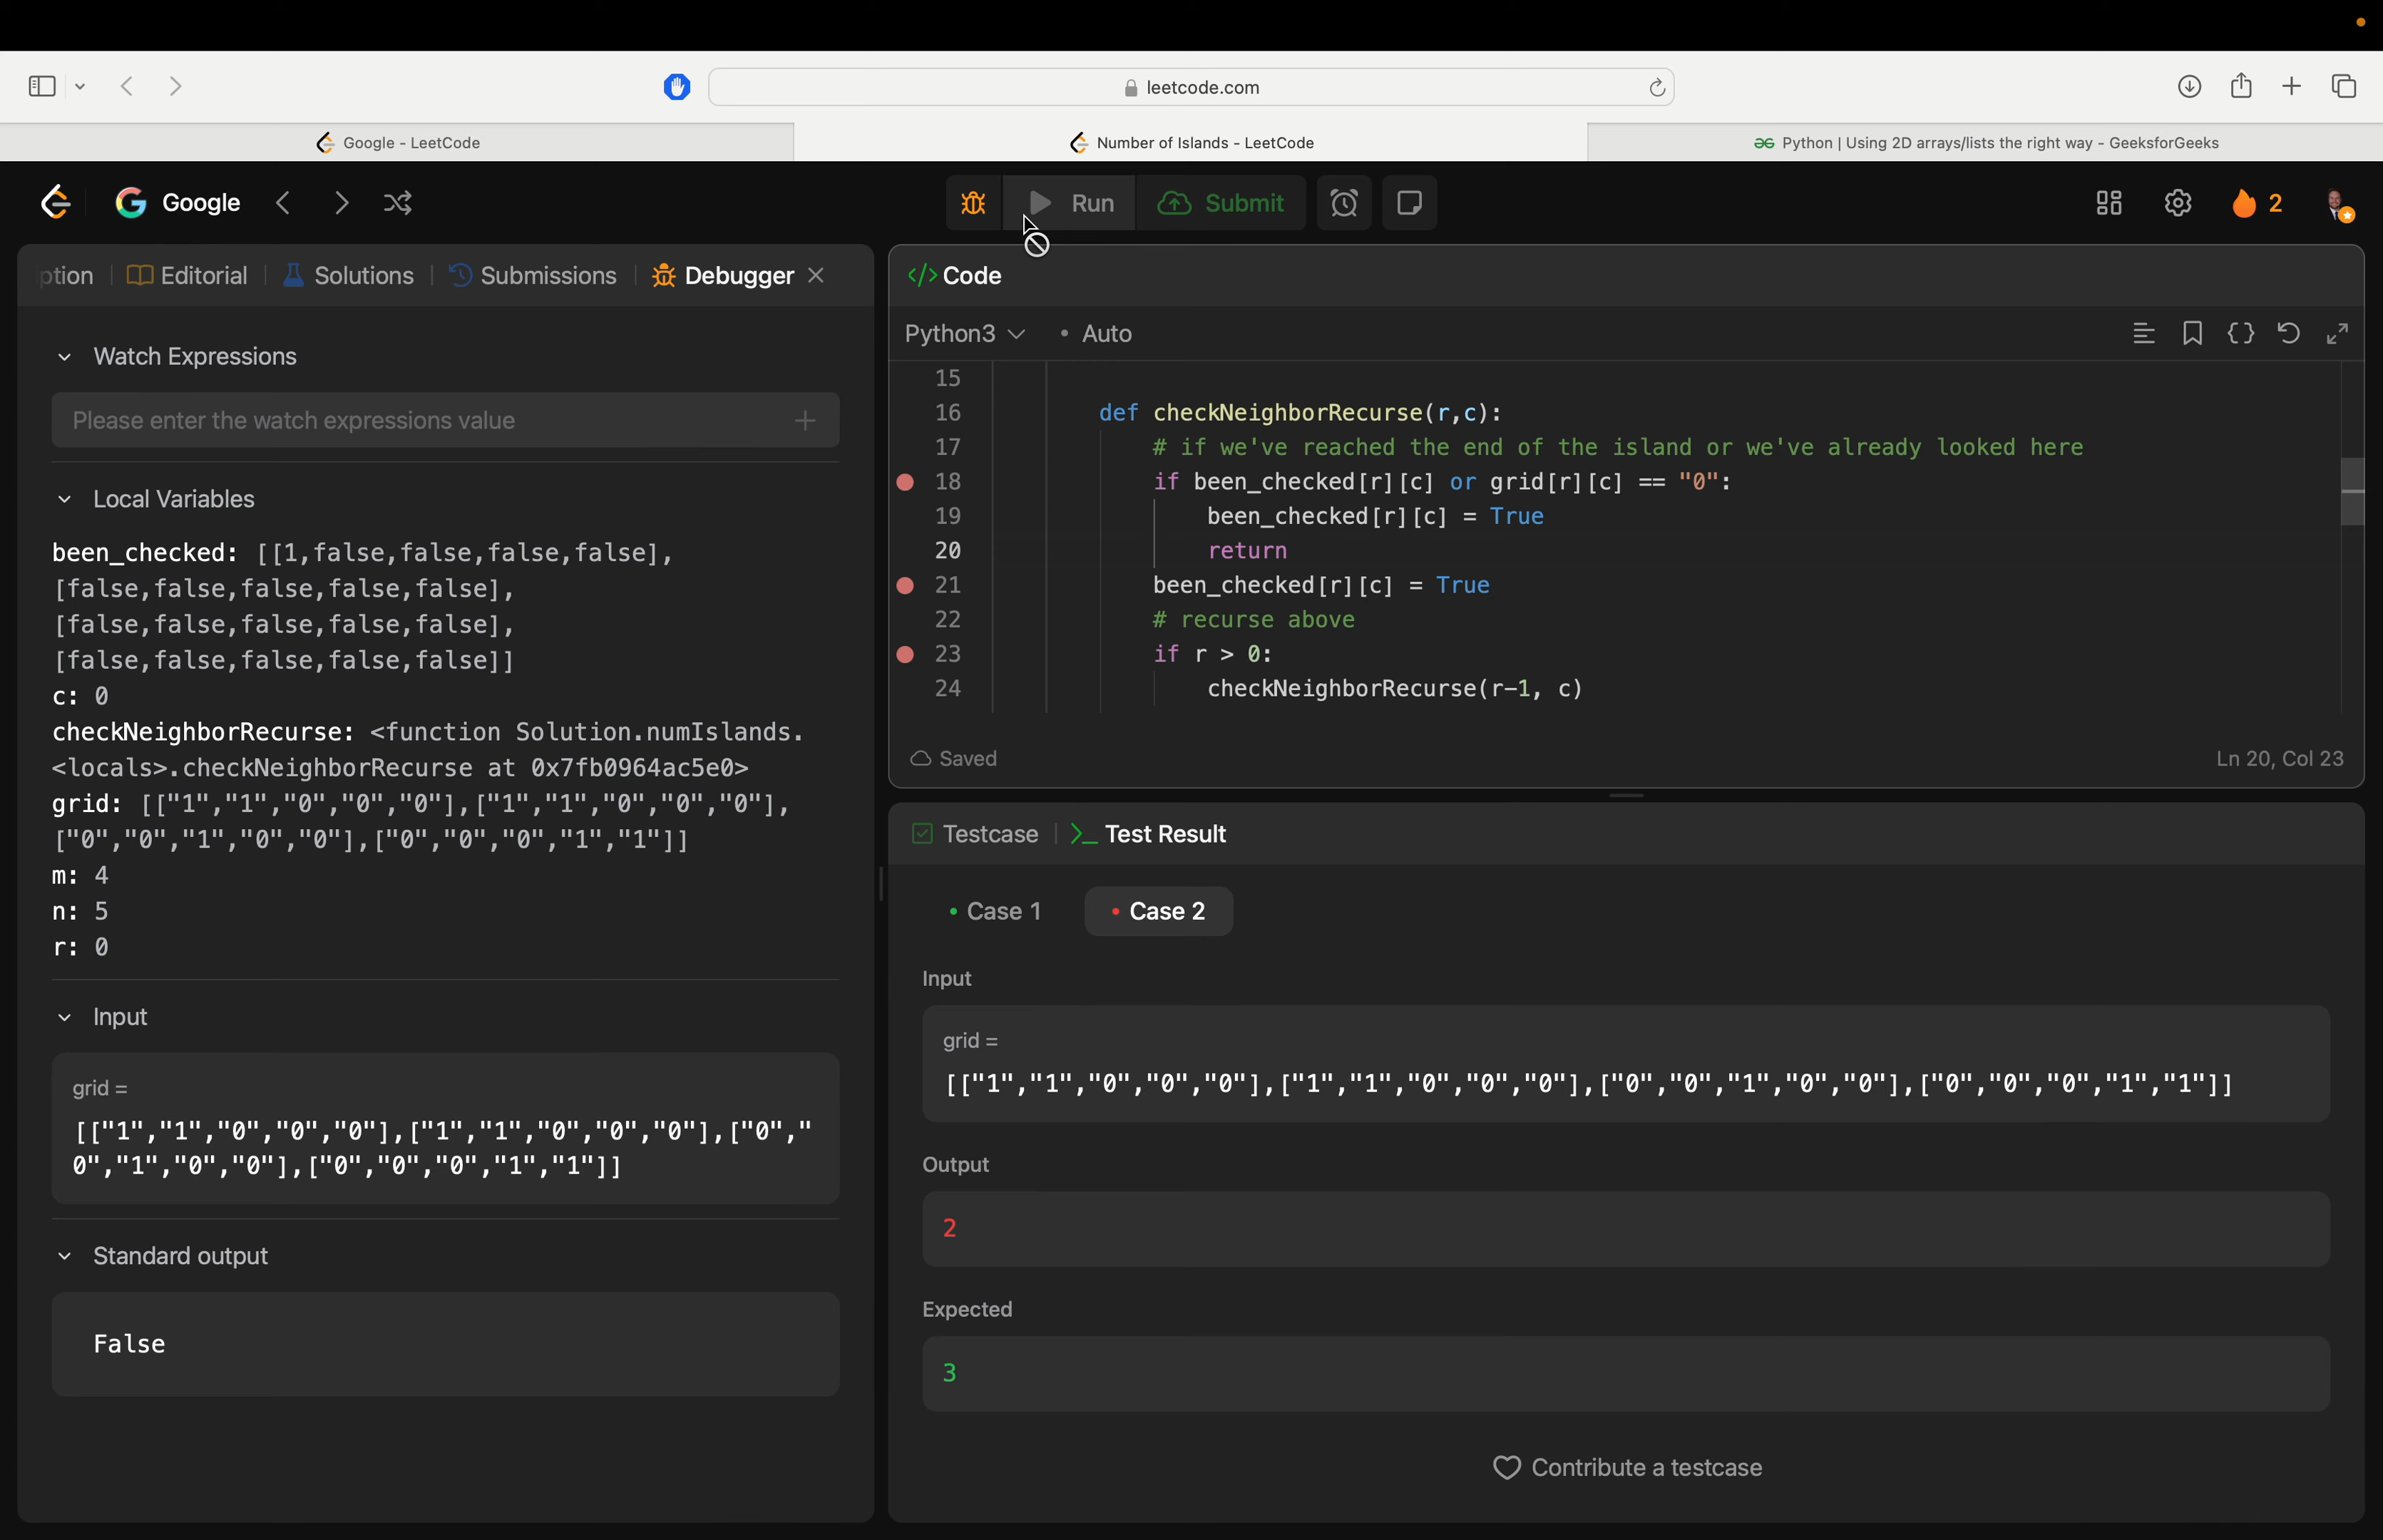 leetcode.com
Google - LeetCode
Number of Islands - LeetCode
Python | Using 2D arrays/lists the right way - GeeksforGeeks
Google
Run
Submit
2
ption
Editorial
Solutions
Submissions
Debugger
Watch Expressions
Please enter the watch expressions value
Local Variables
been_checked: [[1,false,false,false,false],
[false,false,false,false,false],
[false,false,false,false,false],
[false,false,false,false,false]]
c: 0
checkNeighborRecurse: <function Solution.numIslands.
<locals>.checkNeighborRecurse at 0x7fb0964ac5e0>
grid: [["1","1","0","0","0"],["1","1","0","0","0"],
["0","0","1","0","0"],["0","0","0","1","1"]]
m: 4
n: 5
r: 0
Input
grid =
[["1","1","0","0","0"],["1","1","0","0","0"],["0","
0","1","0","0"],["0","0","0","1","1"]]
Standard output
False
</> Code
Python3
• Auto
15
16 def checkNeighborRecurse(r,c):
17 # if we've reached the end of the island or we've already looked here
18 if been_checked[r][c] or grid[r][c] == "0":
19 been_checked[r][c] = True
20 return
21 been_checked[r][c] = True
22 # recurse above
23 if r > 0:
24 checkNeighborRecurse(r-1, c)
Saved
Ln 20, Col 23
Testcase
Test Result
• Case 1
• Case 2
Input
grid =
[["1","1","0","0","0"],["1","1","0","0","0"],["0","0","1","0","0"],["0","0","0","1","1"]]
Output
2
Expected
3
Contribute a testcase